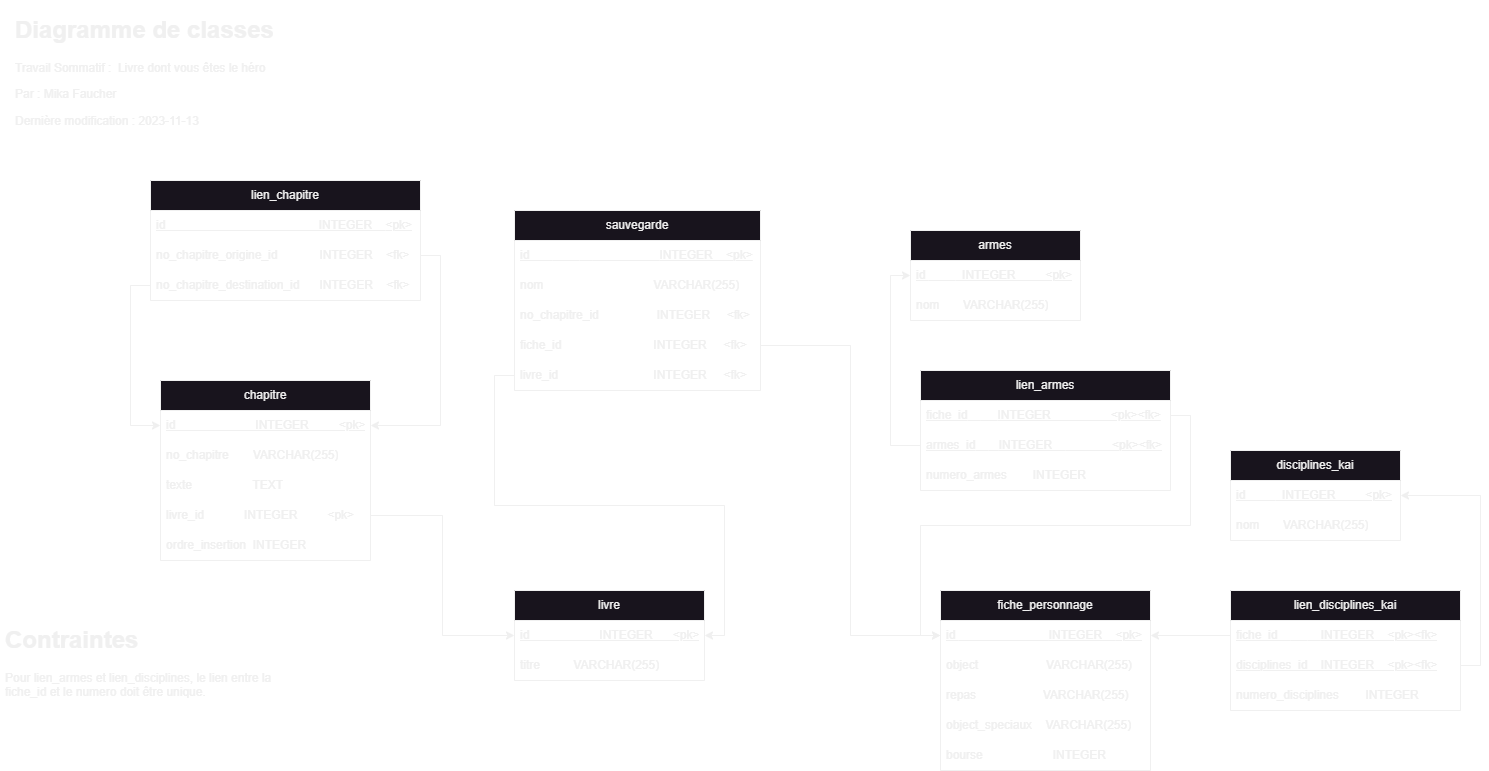 Diagramme de classes
Travail Sommatif : Livre dont vous êtes le héro
Par : Mika Faucher
Dernière modification : 2023-11-13
lien_chapitre
id INTEGER <pk>
no_chapitre_origine_id INTEGER <fk>
no_chapitre_destination_id INTEGER <fk>
sauvegarde
id INTEGER <pk>
nom VARCHAR(255)
no_chapitre_id INTEGER <fk>
fiche_id INTEGER <fk>
livre_id INTEGER <fk>
armes
id INTEGER <pk>
nom VARCHAR(255)
chapitre
id INTEGER <pk>
no_chapitre VARCHAR(255)
texte TEXT
livre_id INTEGER <pk>
ordre_insertion INTEGER
lien_armes
fiche_id INTEGER <pk><fk>
armes_id INTEGER <pk><fk>
numero_armes INTEGER
disciplines_kai
id INTEGER <pk>
nom VARCHAR(255)
livre
id INTEGER <pk>
titre VARCHAR(255)
fiche_personnage
id INTEGER <pk>
object VARCHAR(255)
repas VARCHAR(255)
object_speciaux VARCHAR(255)
bourse INTEGER
lien_disciplines_kai
fiche_id INTEGER <pk><fk>
disciplines_id INTEGER <pk><fk>
numero_disciplines INTEGER
Contraintes
Pour lien_armes et lien_disciplines, le lien entre la
fiche_id et le numero doit être unique.